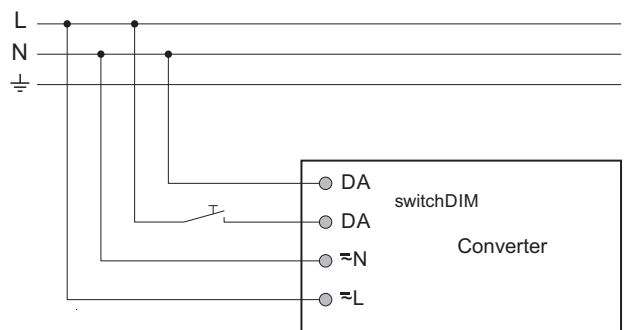 L
N
DA
switchDIM
DA
Converter
≂N
≂L